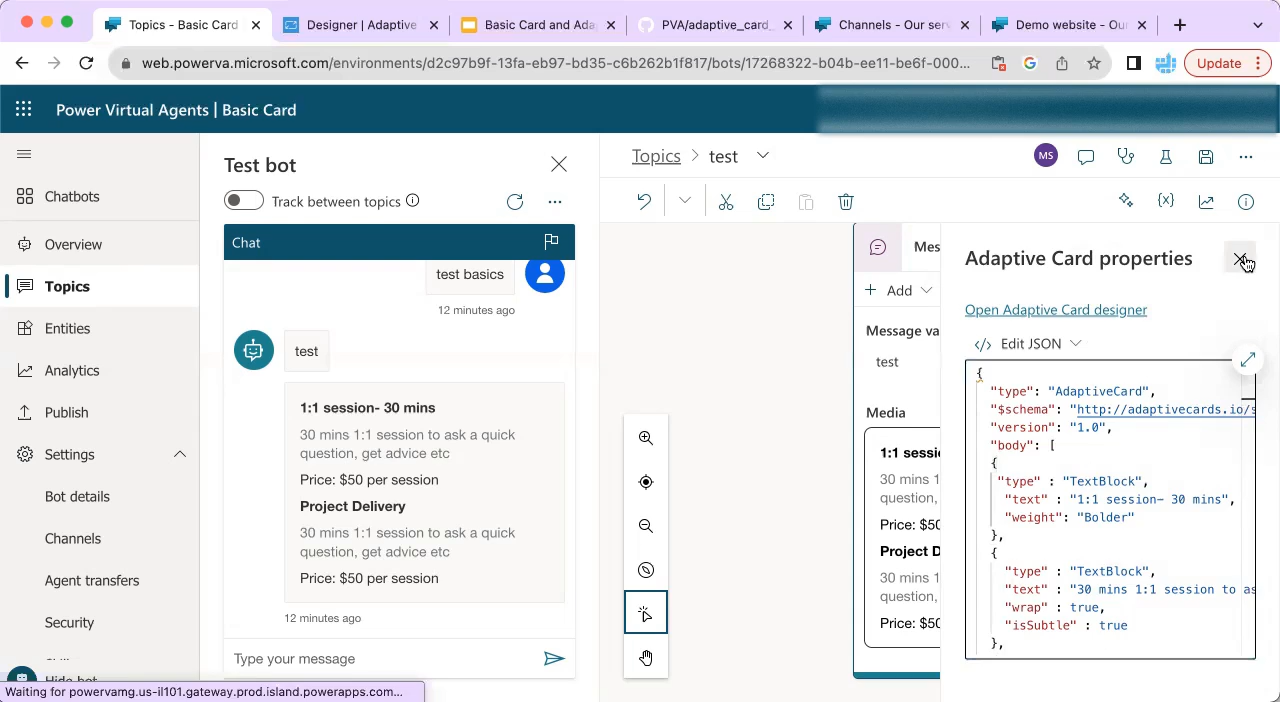 Topics - Basic Card
Designer | Adaptive
Basic Card and Ada
PVA/adaptive_card_
Channels - Our serv
Demo website - Our
web.powerva.microsoft.com/environments/d2c97b9f-13fa-eb97-bd35-c6b262b1f817/bots/17268322-b04b-ee11-be6f-000...
Update
Power Virtual Agents | Basic Card
Chatbots
Overview
Topics
Entities
Analytics
Publish
Settings
Bot details
Channels
Agent transfers
Security
Hide bot
Waiting for powervamg.us-il101.gateway.prod.island.powerapps.com...
Test bot
Track between topics
Chat
test basics
12 minutes ago
test
1:1 session- 30 mins
30 mins 1:1 session to ask a quick
question, get advice etc
Price: $50 per session
Project Delivery
30 mins 1:1 session to ask a quick
question, get advice etc
Price: $50 per session
12 minutes ago
Type your message
Topics > test
MS
Mes
Add
Message va
test
Media
1:1 sessi
30 mins 1
question,
Price: $50
Project D
30 mins 1
question,
Price: $50
Adaptive Card properties
Open Adaptive Card designer
</> Edit JSON
{
"type": "AdaptiveCard",
"$schema": "http://adaptivecards.io/s
"version": "1.0",
"body": [
{
"type" : "TextBlock",
"text" : "1:1 session- 30 mins",
"weight": "Bolder"
},
{
"type" : "TextBlock",
"text" : "30 mins 1:1 session to as
"wrap" : true,
"isSubtle" : true
},